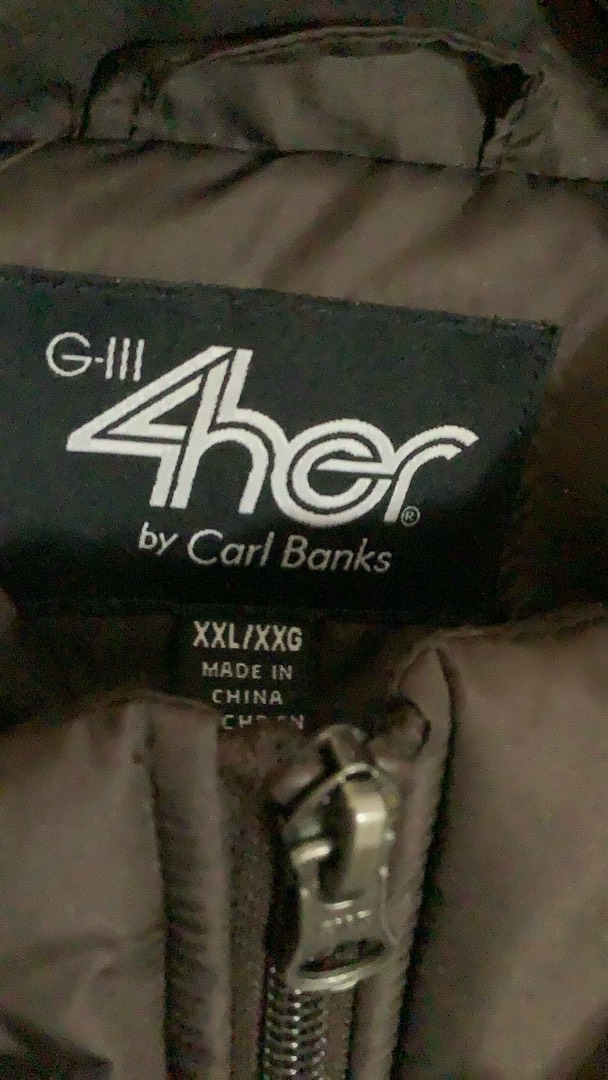 G-III
4her®
by Carl Banks
XXL/XXG
MADE IN
CHINA